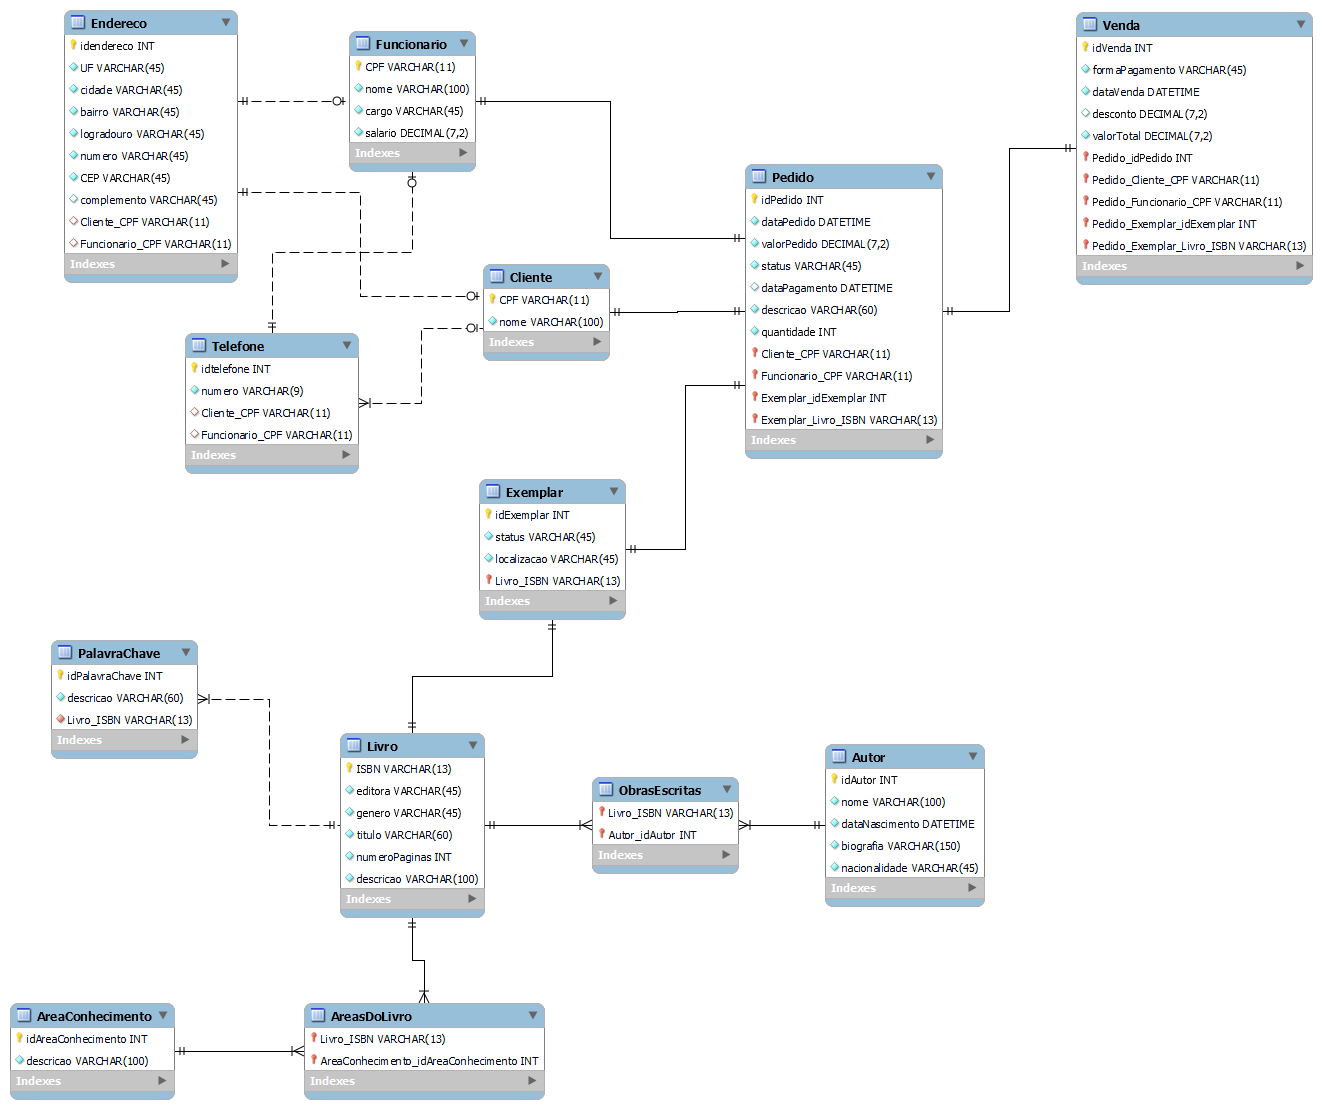 Endereco
idendereco INT
UF VARCHAR(45)
cidade VARCHAR(45)
bairro VARCHAR(45)
logradouro VARCHAR(45)
numero VARCHAR(45)
CEP VARCHAR(45)
complemento VARCHAR(45)
Cliente_CPF VARCHAR(11)
Funcionario_CPF VARCHAR(11)
Indexes
Funcionario
CPF VARCHAR(11)
nome VARCHAR(100)
cargo VARCHAR(45)
salario DECIMAL(7,2)
Indexes
Venda
idVenda INT
formaPagamento VARCHAR(45)
dataVenda DATETIME
desconto DECIMAL(7,2)
valorTotal DECIMAL(7,2)
Pedido_idPedido INT
Pedido_Cliente_CPF VARCHAR(11)
Pedido_Funcionario_CPF VARCHAR(11)
Pedido_Exemplar_idExemplar INT
Pedido_Exemplar_Livro_ISBN VARCHAR(13)
Indexes
Pedido
idPedido INT
dataPedido DATETIME
valorPedido DECIMAL(7,2)
status VARCHAR(45)
dataPagamento DATETIME
descricao VARCHAR(60)
quantidade INT
Cliente_CPF VARCHAR(11)
Funcionario_CPF VARCHAR(11)
Exemplar_idExemplar INT
Exemplar_Livro_ISBN VARCHAR(13)
Indexes
Cliente
CPF VARCHAR(11)
nome VARCHAR(100)
Indexes
Telefone
idtelefone INT
numero VARCHAR(9)
Cliente_CPF VARCHAR(11)
Funcionario_CPF VARCHAR(11)
Indexes
Exemplar
idExemplar INT
status VARCHAR(45)
localizacao VARCHAR(45)
Livro_ISBN VARCHAR(13)
Indexes
PalavraChave
idPalavraChave INT
descricao VARCHAR(60)
Livro_ISBN VARCHAR(13)
Indexes
Livro
ISBN VARCHAR(13)
editora VARCHAR(45)
genero VARCHAR(45)
titulo VARCHAR(60)
numeroPaginas INT
descricao VARCHAR(100)
Indexes
ObrasEscritas
Livro_ISBN VARCHAR(13)
Autor_idAutor INT
Indexes
Autor
idAutor INT
nome VARCHAR(100)
dataNascimento DATETIME
biografia VARCHAR(150)
nacionalidade VARCHAR(45)
Indexes
AreaConhecimento
idAreaConhecimento INT
descricao VARCHAR(100)
Indexes
AreasDoLivro
Livro_ISBN VARCHAR(13)
AreaConhecimento_idAreaConhecimento INT
Indexes